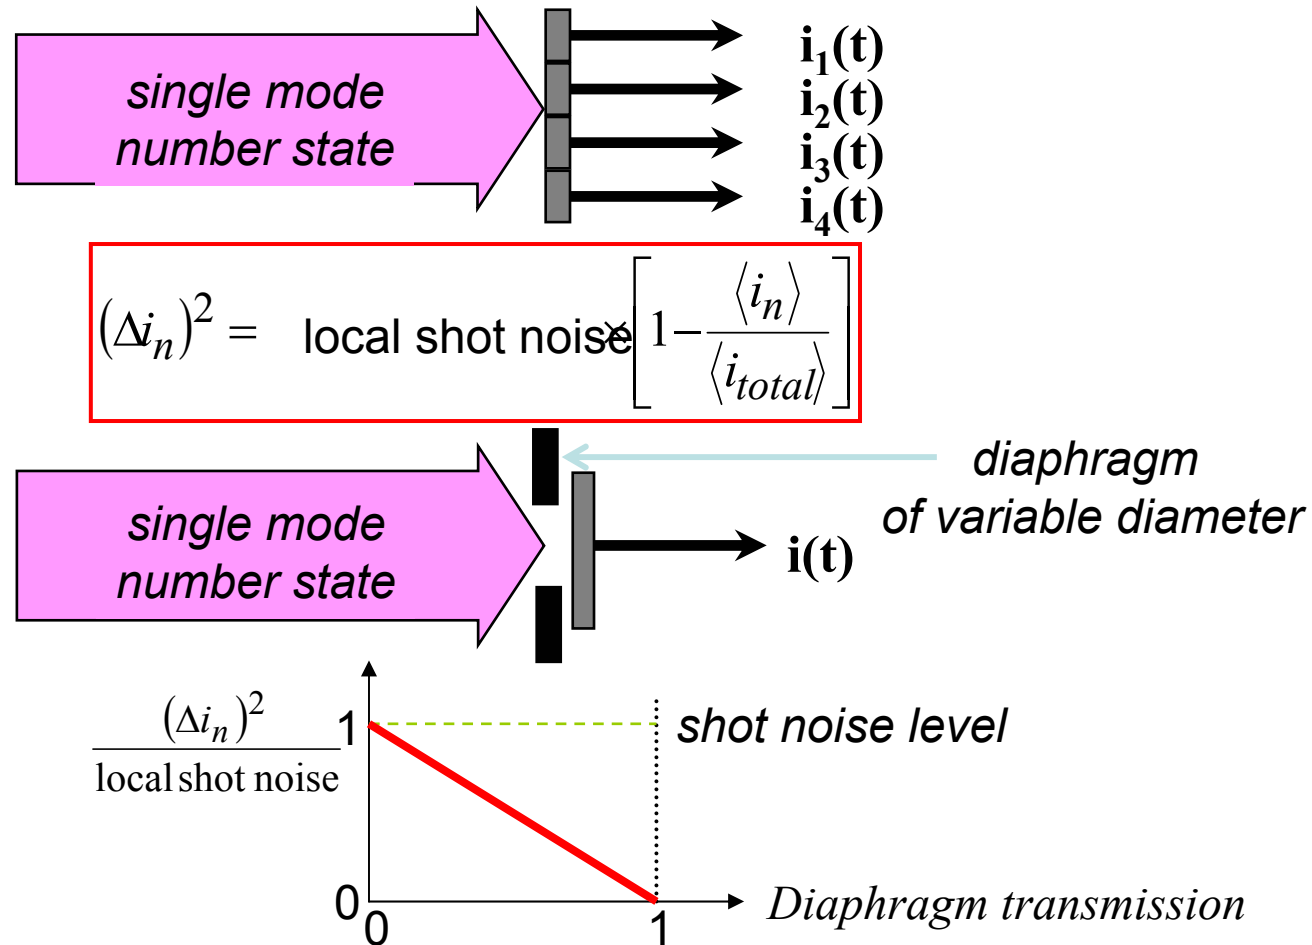 single mode
number state
i₁(t)
i₂(t)
i₃(t)
i₄(t)
(Δiₙ)² = local shot noise × [1 − ⟨iₙ⟩ / ⟨i_total⟩]
diaphragm
of variable diameter
single mode
number state
i(t)
(Δiₙ)²
local shot noise
1
shot noise level
0
0
1
Diaphragm transmission